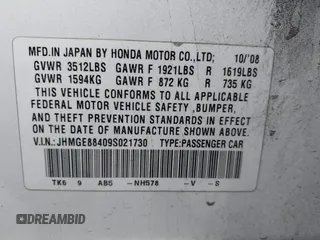 MFD.IN JAPAN BY HONDA MOTOR CO.,LTD; 10/'08
GVWR 3512LBS GAWR F 1921LBS R 1619LBS
GVWR 1594KG GAWR F 872 KG R 735 KG
THIS VEHICLE CONFORMS TO ALL APPLICABLE
FEDERAL MOTOR VEHICLE SAFETY ,BUMPER,
AND THEFT PREVENTION STANDARDS IN EFFECT
ON THE DATE OF MANUFACTURE SHOWN ABOVE.
V.I.N.:JHMGE88409S021730 TYPE:PASSENGER CAR
TK6 9 AB5 -NH578 -V -S
DREAMBID